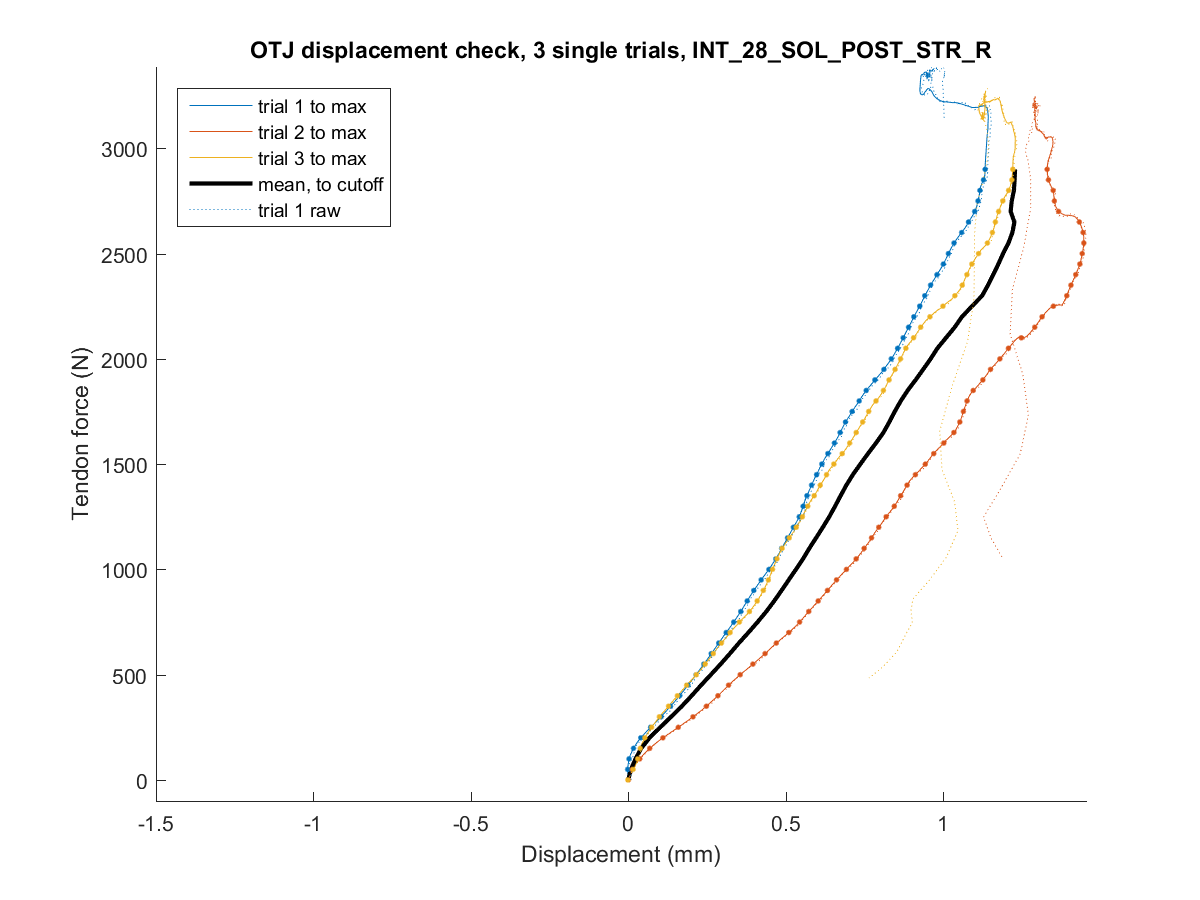 OTJ displacement check, 3 single trials, INT_28_SOL_POST_STR_R
trial 1 to max
trial 2 to max
trial 3 to max
mean, to cutoff
trial 1 raw
3000
2500
2000
1500
1000
500
0
Tendon force (N)
-1.5 -1 -0.5 0 0.5 1
Displacement (mm)